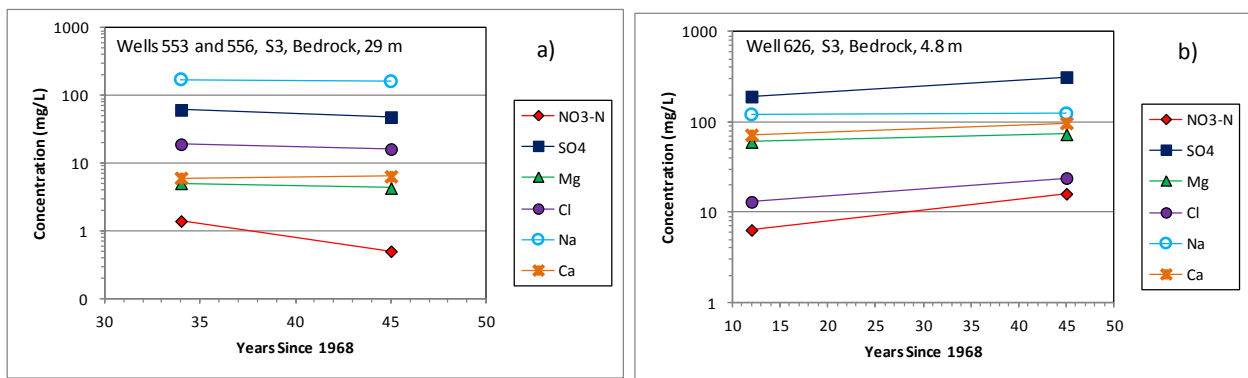 Wells 553 and 556, S3, Bedrock, 29 m
a)
Concentration (mg/L)
1000
100
10
1
0
30 35 40 45 50
Years Since 1968
NO3-N
SO4
Mg
Cl
Na
Ca
Well 626, S3, Bedrock, 4.8 m
b)
Concentration (mg/L)
1000
100
10
1
10 15 20 25 30 35 40 45 50
Years Since 1968
NO3-N
SO4
Mg
Cl
Na
Ca